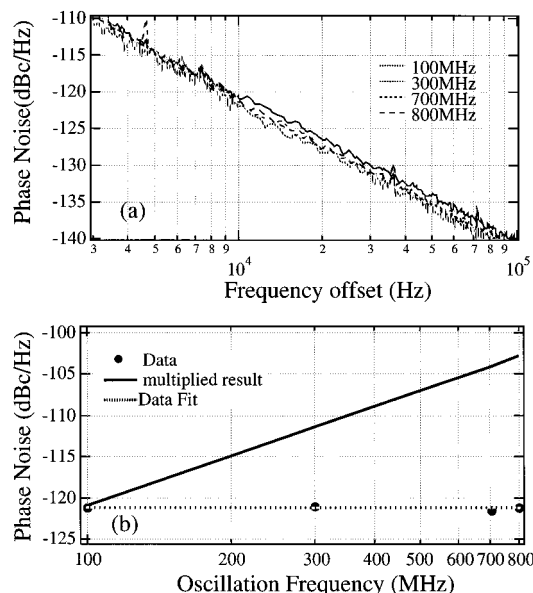 -110
-115
-120
-125
-130
-135
-140
Phase Noise(dBc/Hz)
100MHz
300MHz
700MHz
800MHz
(a)
3 4 5 6 7 8 9 10^4 2 3 4 5 6 7 8 9 10^5
Frequency offset (Hz)
-100
-105
-110
-115
-120
-125
Phase Noise (dBc/Hz)
Data
multiplied result
Data Fit
(b)
100 200 300 400 500 600 700 800
Oscillation Frequency (MHz)